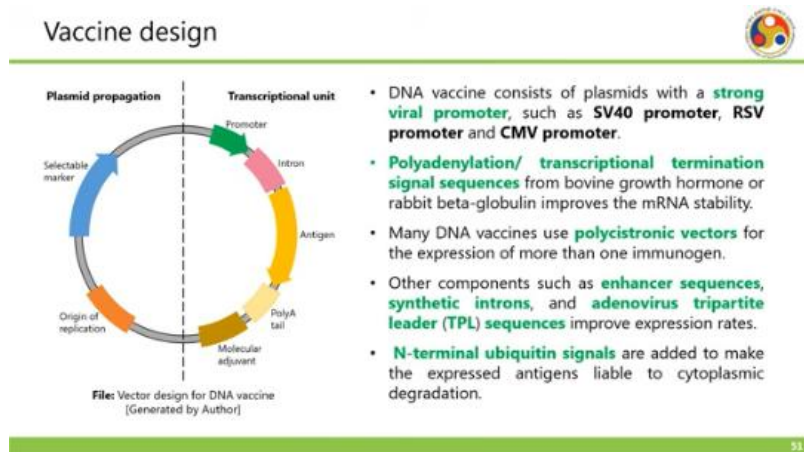 Vaccine design
Plasmid propagation
Transcriptional unit
Promoter
Intron
Selectable
marker
Antigen
Origin of
replication
PolyA
tail
Molecular
adjuvant
File: Vector design for DNA vaccine
[Generated by Author]
• DNA vaccine consists of plasmids with a strong
viral promoter, such as SV40 promoter, RSV
promoter and CMV promoter.
• Polyadenylation/ transcriptional termination
signal sequences from bovine growth hormone or
rabbit beta-globulin improves the mRNA stability.
• Many DNA vaccines use polycistronic vectors for
the expression of more than one immunogen.
• Other components such as enhancer sequences,
synthetic introns, and adenovirus tripartite
leader (TPL) sequences improve expression rates.
• N-terminal ubiquitin signals are added to make
the expressed antigens liable to cytoplasmic
degradation.
51